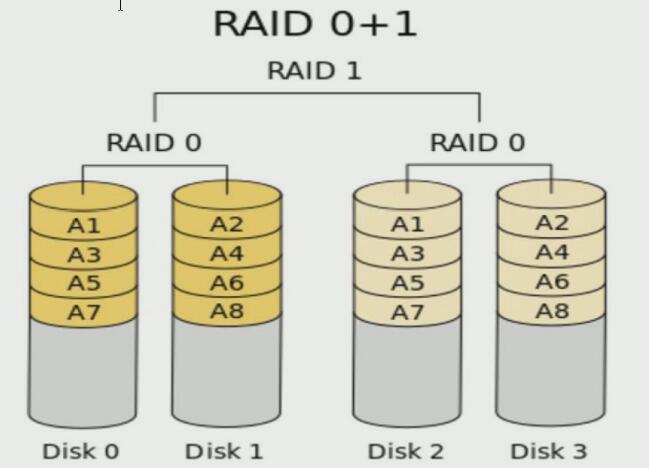 RAID 0+1
RAID 1
RAID 0
RAID 0
A1
A3
A5
A7
Disk 0
A2
A4
A6
A8
Disk 1
A1
A3
A5
A7
Disk 2
A2
A4
A6
A8
Disk 3